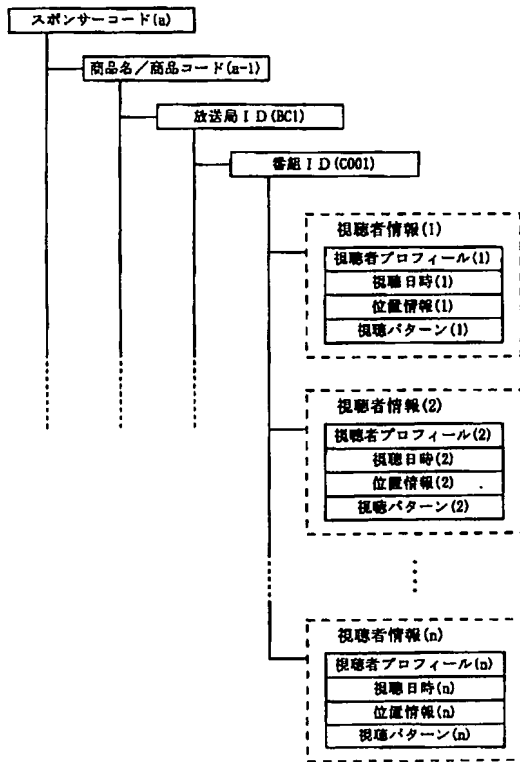 スポンサーコード(a)
商品名／商品コード(a-1)
放送局ＩＤ(BC1)
番組ＩＤ(C001)
視聴者情報(1)
視聴者プロフィール(1)
視聴日時(1)
位置情報(1)
視聴パターン(1)
視聴者情報(2)
視聴者プロフィール(2)
視聴日時(2)
位置情報(2)
視聴パターン(2)
視聴者情報(n)
視聴者プロフィール(n)
視聴日時(n)
位置情報(n)
視聴パターン(n)